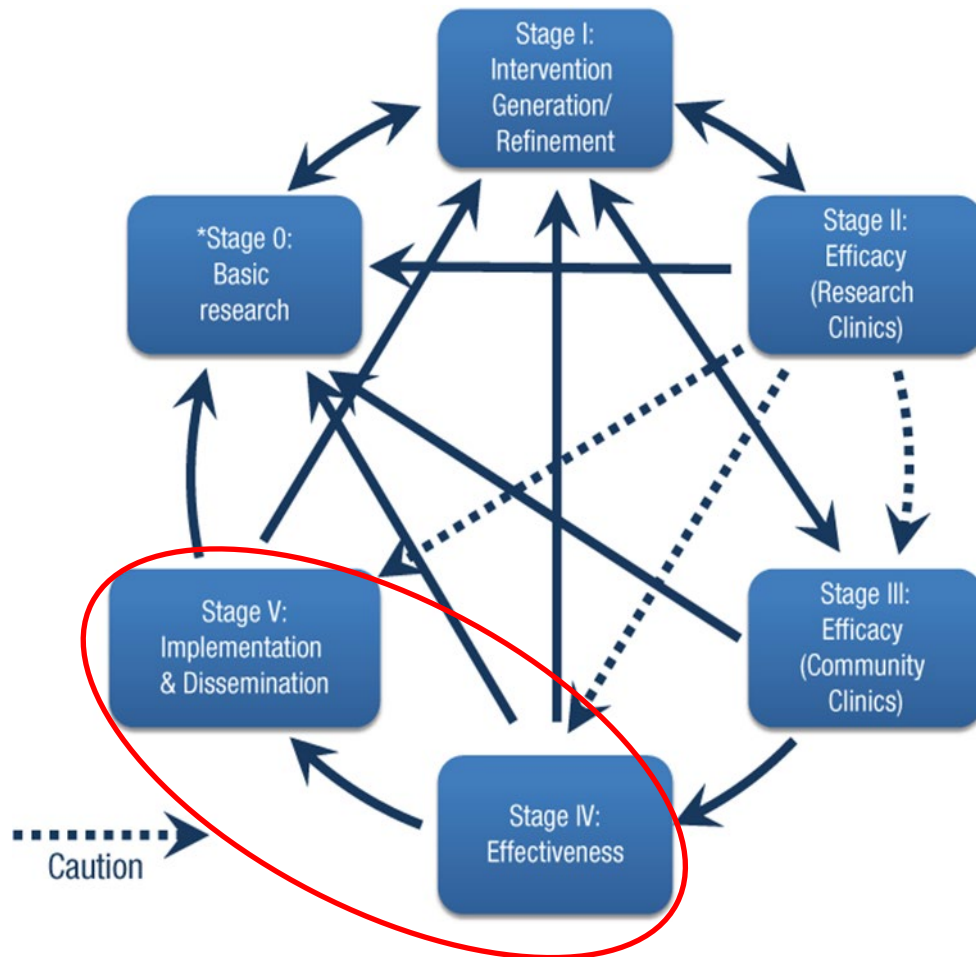 Stage I:
Intervention
Generation/
Refinement
*Stage 0:
Basic
research
Stage II:
Efficacy
(Research
Clinics)
Stage V:
Implementation
& Dissemination
Stage III:
Efficacy
(Community
Clinics)
Stage IV:
Effectiveness
Caution